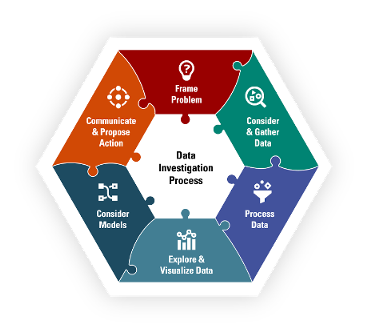 Frame
Problem
Consider
& Gather
Data
Process
Data
Explore &
Visualize Data
Consider
Models
Communicate
& Propose
Action
Data
Investigation
Process